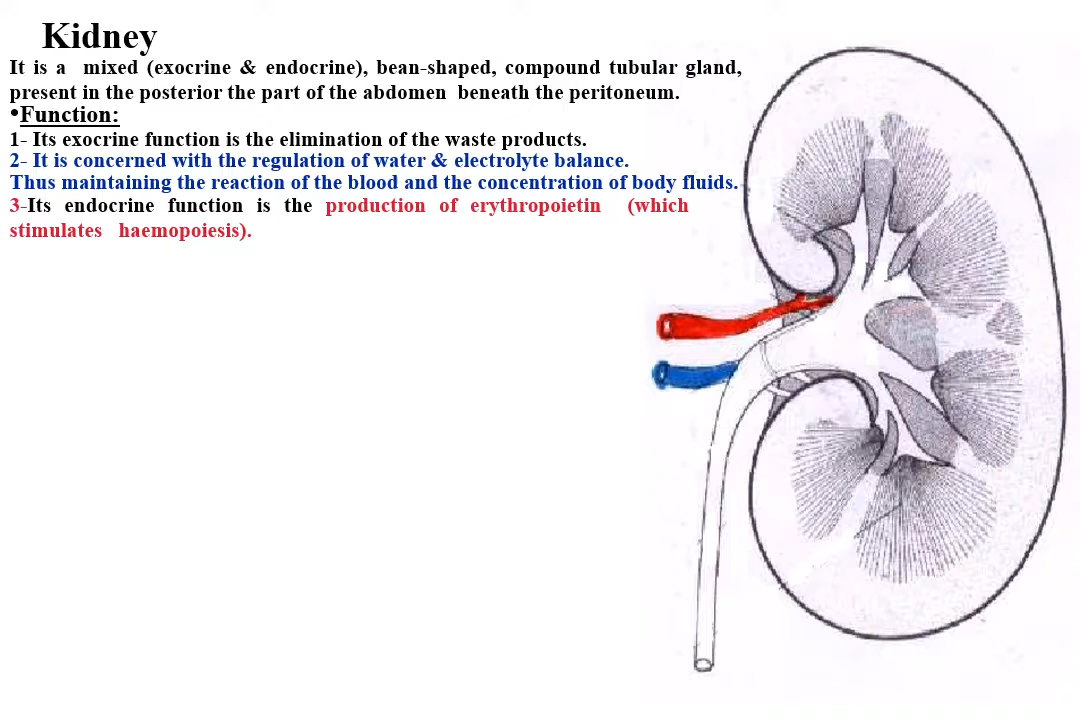 Kidney
It is a mixed (exocrine & endocrine), bean-shaped, compound tubular gland,
present in the posterior the part of the abdomen beneath the peritoneum.
•Function:
1- Its exocrine function is the elimination of the waste products.
2- It is concerned with the regulation of water & electrolyte balance.
Thus maintaining the reaction of the blood and the concentration of body fluids.
3-Its endocrine function is the production of erythropoietin (which
stimulates haemopoiesis).